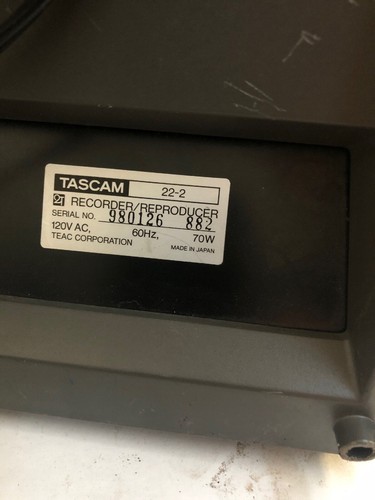 TASCAM 22-2
RECORDER/REPRODUCER
SERIAL NO. 980126 882
120V AC, 60Hz, 70W
TEAC CORPORATION MADE IN JAPAN